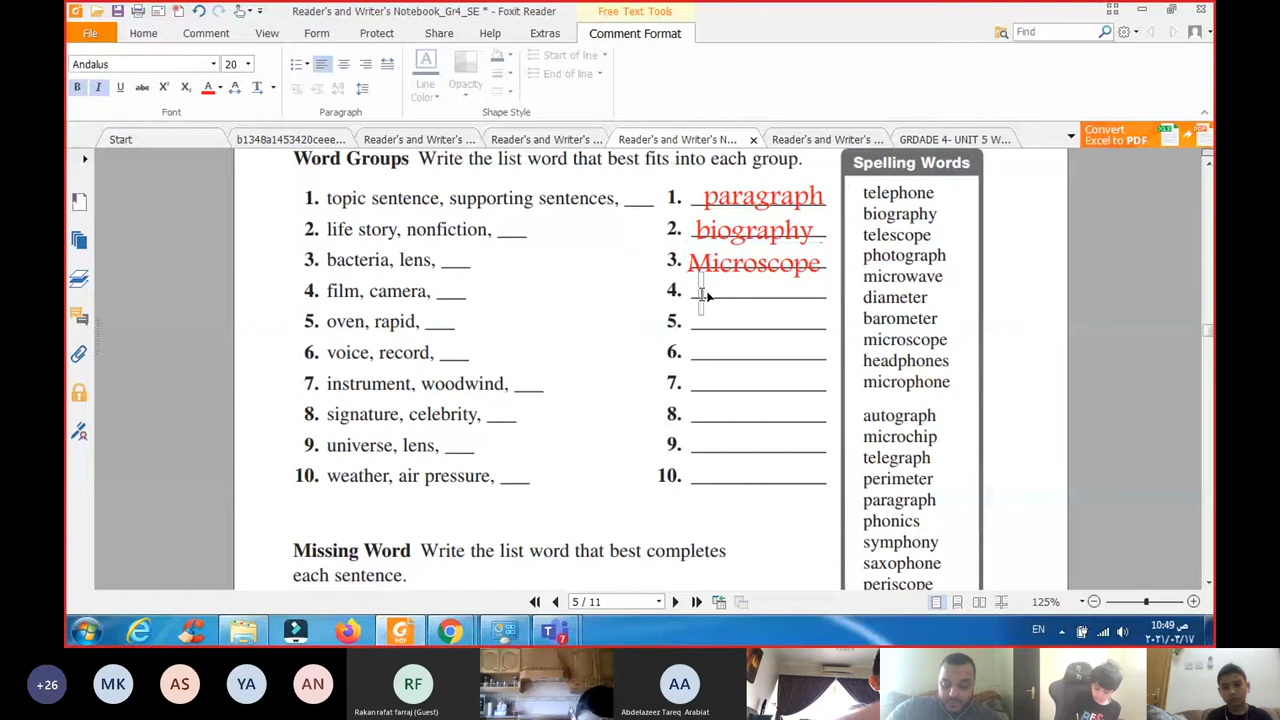 Reader's and Writer's Notebook_Gr4_SE * - Foxit Reader
Free Text Tools
File Home Comment View Form Protect Share Help Extras Comment Format Find
Andalus 20
Line Color
Opacity
Start of line
End of line
Font Paragraph Shape Style
Start b1348a1453420ceee... Reader's and Writer's ... Reader's and Writer's ... Reader's and Writer's N... Reader's and Writer's ... GRDADE 4- UNIT 5 W...
Convert
Excel to PDF
Word Groups Write the list word that best fits into each group.
1. topic sentence, supporting sentences, ___ 1. paragraph
2. life story, nonfiction, ___ 2. biography
3. bacteria, lens, ___ 3. Microscope
4. film, camera, ___ 4.
5. oven, rapid, ___ 5.
6. voice, record, ___ 6.
7. instrument, woodwind, ___ 7.
8. signature, celebrity, ___ 8.
9. universe, lens, ___ 9.
10. weather, air pressure, ___ 10.
Missing Word Write the list word that best completes
each sentence.
Spelling Words
telephone
biography
telescope
photograph
microwave
diameter
barometer
microscope
headphones
microphone
autograph
microchip
telegraph
perimeter
paragraph
phonics
symphony
saxophone
periscope
5 / 11
125%
7
EN
10:49 ص
٢٠٢١/٠٣/١٧
+26 MK AS YA AN RF AA
Rakan rafat farraj (Guest)
Abdelazeez Tareq Arabiat